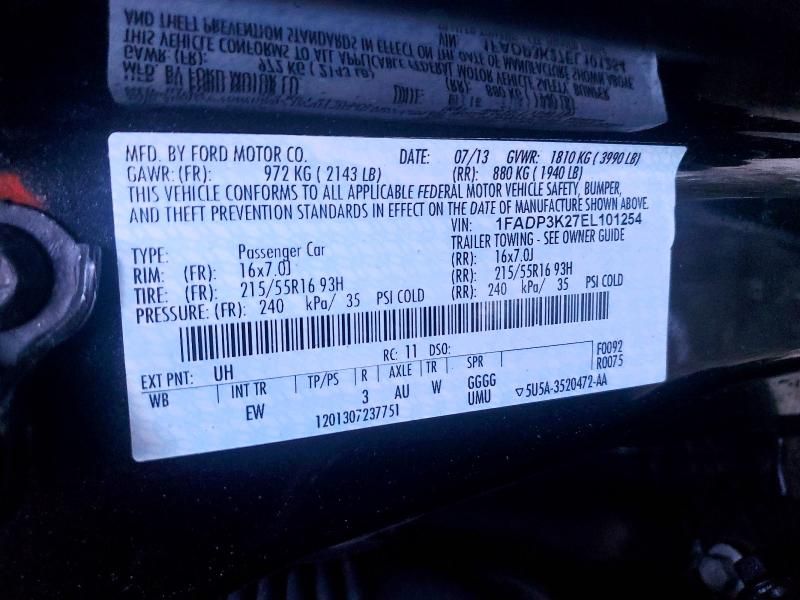 MFD. BY FORD MOTOR CO. DATE: 07/13 GVWR: 1810 KG ( 3990 LB)
GAWR: (FR): 972 KG ( 2143 LB) (RR): 880 KG ( 1940 LB)
THIS VEHICLE CONFORMS TO ALL APPLICABLE FEDERAL MOTOR VEHICLE SAFETY, BUMPER,
AND THEFT PREVENTION STANDARDS IN EFFECT ON THE DATE OF MANUFACTURE SHOWN ABOVE.
VIN: 1FADP3K27EL101254
TYPE: Passenger Car TRAILER TOWING - SEE OWNER GUIDE
RIM: (FR): 16x7.0J (RR): 16x7.0J
TIRE: (FR): 215/55R16 93H (RR): 215/55R16 93H
PRESSURE: (FR): 240 kPa/ 35 PSI COLD (RR): 240 kPa/ 35 PSI COLD
EXT PNT: UH RC: 11 DSO: F0092
R0075
WB INT TR TP/PS R AXLE TR SPR
EW 3 AU W GGGG
UMU
1201307237751 ▽5U5A-3520472-AA